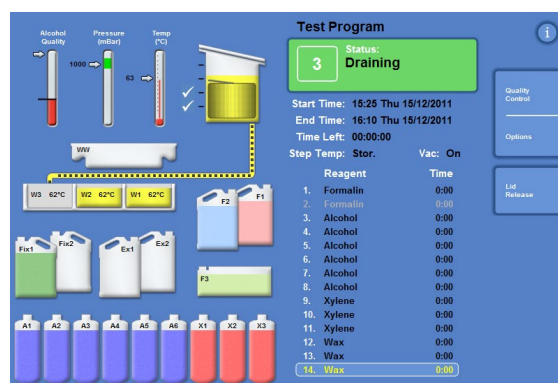 Alcohol Quality
Pressure (mBar)
Temp (°C)
1000
63
WW
W3 62°C
W2 62°C
W1 62°C
F2
F1
Fix1
Fix2
Ex1
Ex2
F3
A1
A2
A3
A4
A5
A6
X1
X2
X3
Test Program
3
Status:
Draining
Start Time: 15:25 Thu 15/12/2011
End Time: 16:10 Thu 15/12/2011
Time Left: 00:00:00
Step Temp: Stor. Vac: On
Reagent Time
1. Formalin 0:00
2. Formalin 0:00
3. Alcohol 0:00
4. Alcohol 0:00
5. Alcohol 0:00
6. Alcohol 0:00
7. Alcohol 0:00
8. Alcohol 0:00
9. Xylene 0:00
10. Xylene 0:00
11. Xylene 0:00
12. Wax 0:00
13. Wax 0:00
14. Wax 0:00
i
Quality
Control
Options
Lid
Release